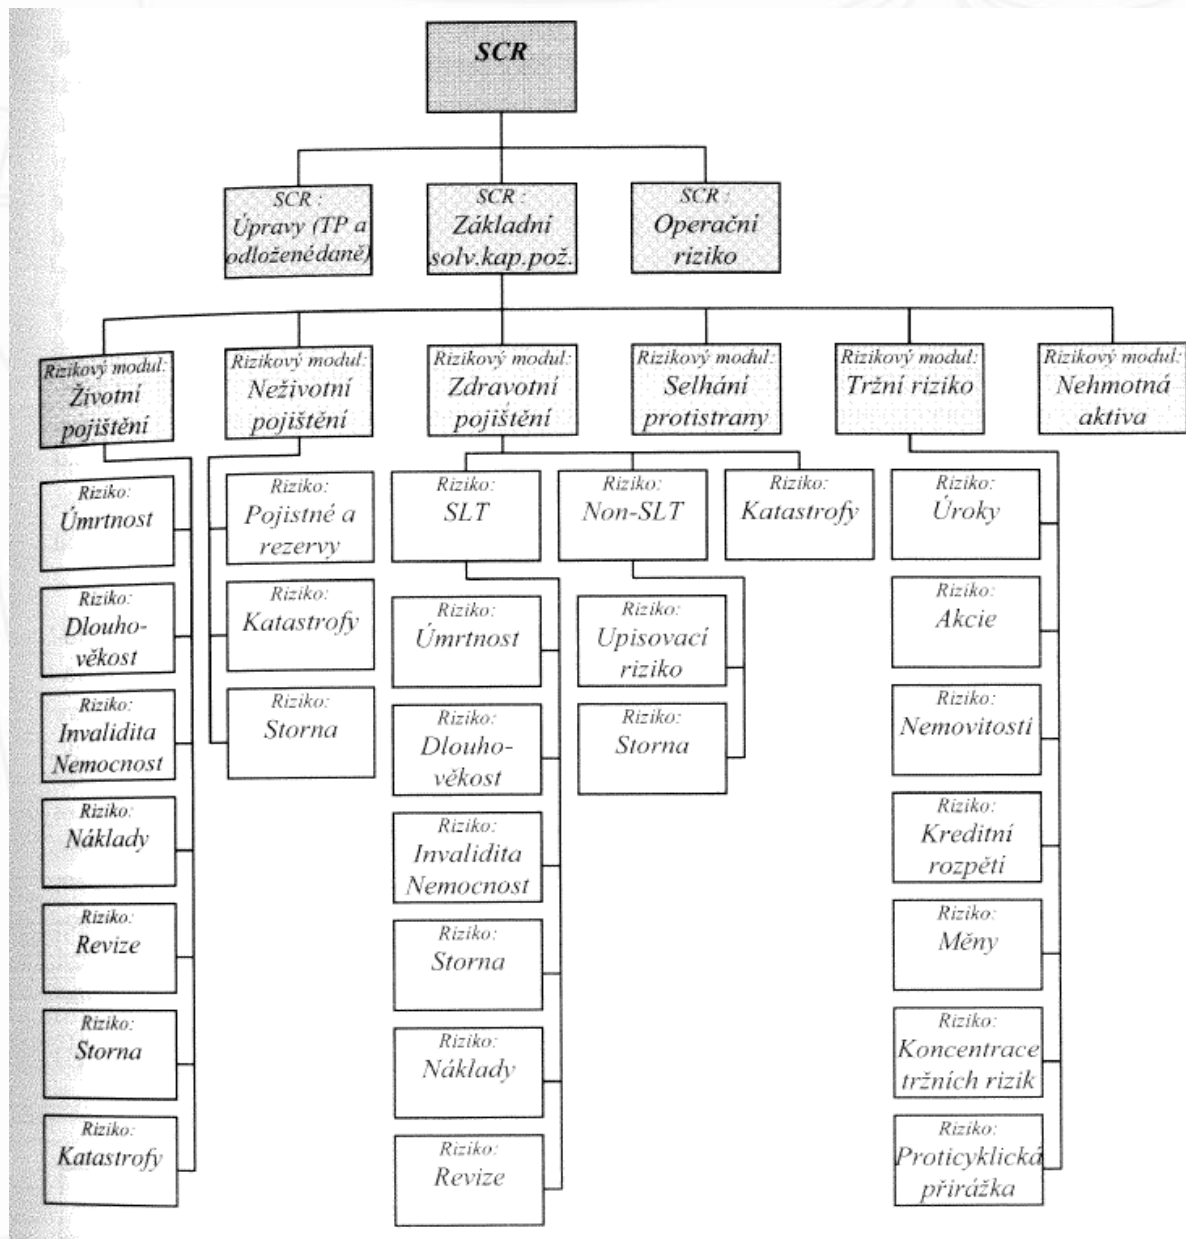 SCR
SCR :
Úpravy (TP a
odložené daně)
SCR :
Základní
solv.kap.pož.
SCR :
Operační
riziko
Rizikový modul:
Životní
pojištění
Rizikový modul:
Neživotní
pojištění
Rizikový modul:
Zdravotní
pojištění
Rizikový modul:
Selhání
protistrany
Rizikový modul:
Tržní riziko
Rizikový modul:
Nehmotná
aktiva
Riziko:
Úmrtnost
Riziko:
Dlouho-
věkost
Riziko:
Invalidita
Nemocnost
Riziko:
Náklady
Riziko:
Revize
Riziko:
Storna
Riziko:
Katastrofy
Riziko:
Pojistné a
rezervy
Riziko:
Katastrofy
Riziko:
Storna
Riziko:
SLT
Riziko:
Úmrtnost
Riziko:
Dlouho-
věkost
Riziko:
Invalidita
Nemocnost
Riziko:
Storna
Riziko:
Náklady
Riziko:
Revize
Riziko:
Non-SLT
Riziko:
Upisovací
riziko
Riziko:
Storna
Riziko:
Katastrofy
Riziko:
Úroky
Riziko:
Akcie
Riziko:
Nemovitosti
Riziko:
Kreditní
rozpětí
Riziko:
Měny
Riziko:
Koncentrace
tržních rizik
Riziko:
Proticyklická
přirážka